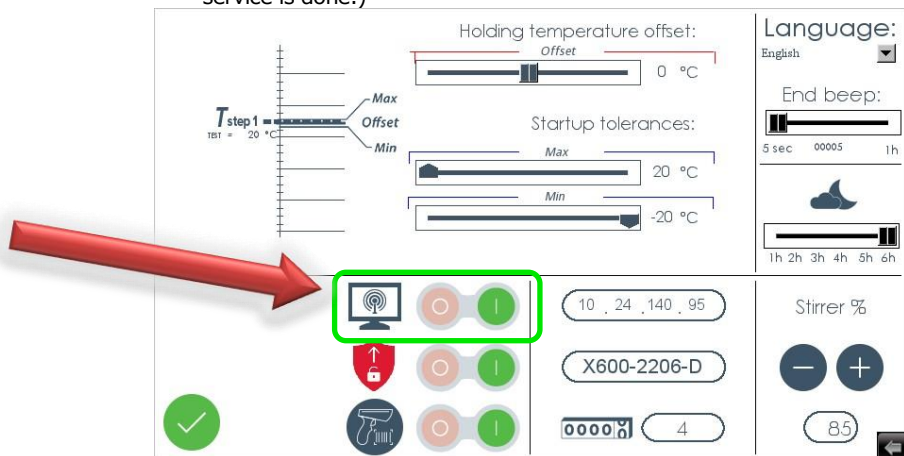 service is done.)
Holding temperature offset:
Offset
0 °C
Max
Offset
Min
T step 1 =
TEST = 20 °C
Startup tolerances:
Max
20 °C
Min
-20 °C
Language:
English
End beep:
5 sec 00005 1h
1h 2h 3h 4h 5h 6h
O I
10 . 24 .140 . 95
Stirrer %
O I
X600-2206-D
- +
O I
0000
4
85